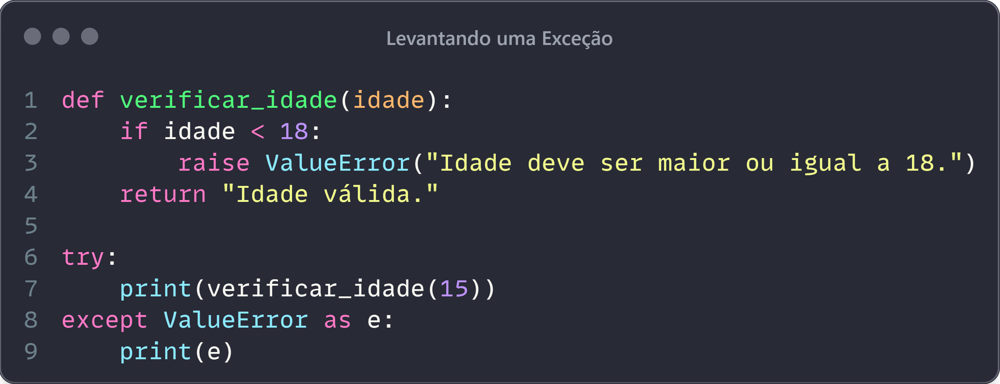 Levantando uma Exceção
1 def verificar_idade(idade):
2     if idade < 18:
3         raise ValueError("Idade deve ser maior ou igual a 18.")
4     return "Idade válida."
5
6 try:
7     print(verificar_idade(15))
8 except ValueError as e:
9     print(e)